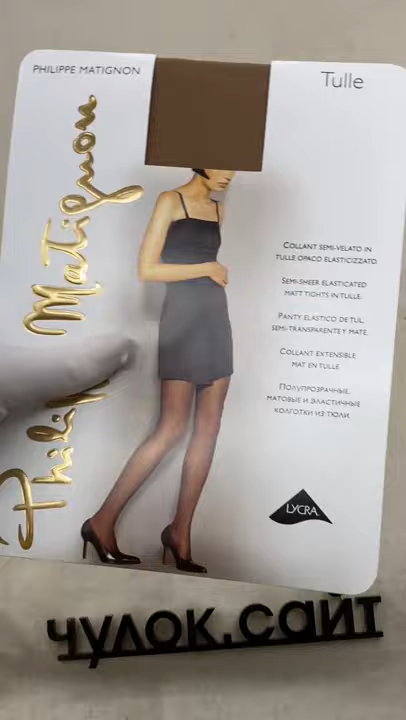 PHILIPPE MATIGNON
Tulle
Philippe Matignon
COLLANT SEMI-VELATO IN
TULLE OPACO ELASTICIZZATO.
SEMI-SHEER ELASTICATED
MATT TIGHTS IN TULLE.
PANTY ELASTICO DE TUL,
SEMI-TRANSPARENTE Y MATE.
COLLANT EXTENSIBLE
MAT EN TULLE
ПОЛУПРОЗРАЧНЫЕ,
МАТОВЫЕ И ЭЛАСТИЧНЫЕ
КОЛГОТКИ ИЗ ТЮЛИ.
LYCRA
чулок.сайт